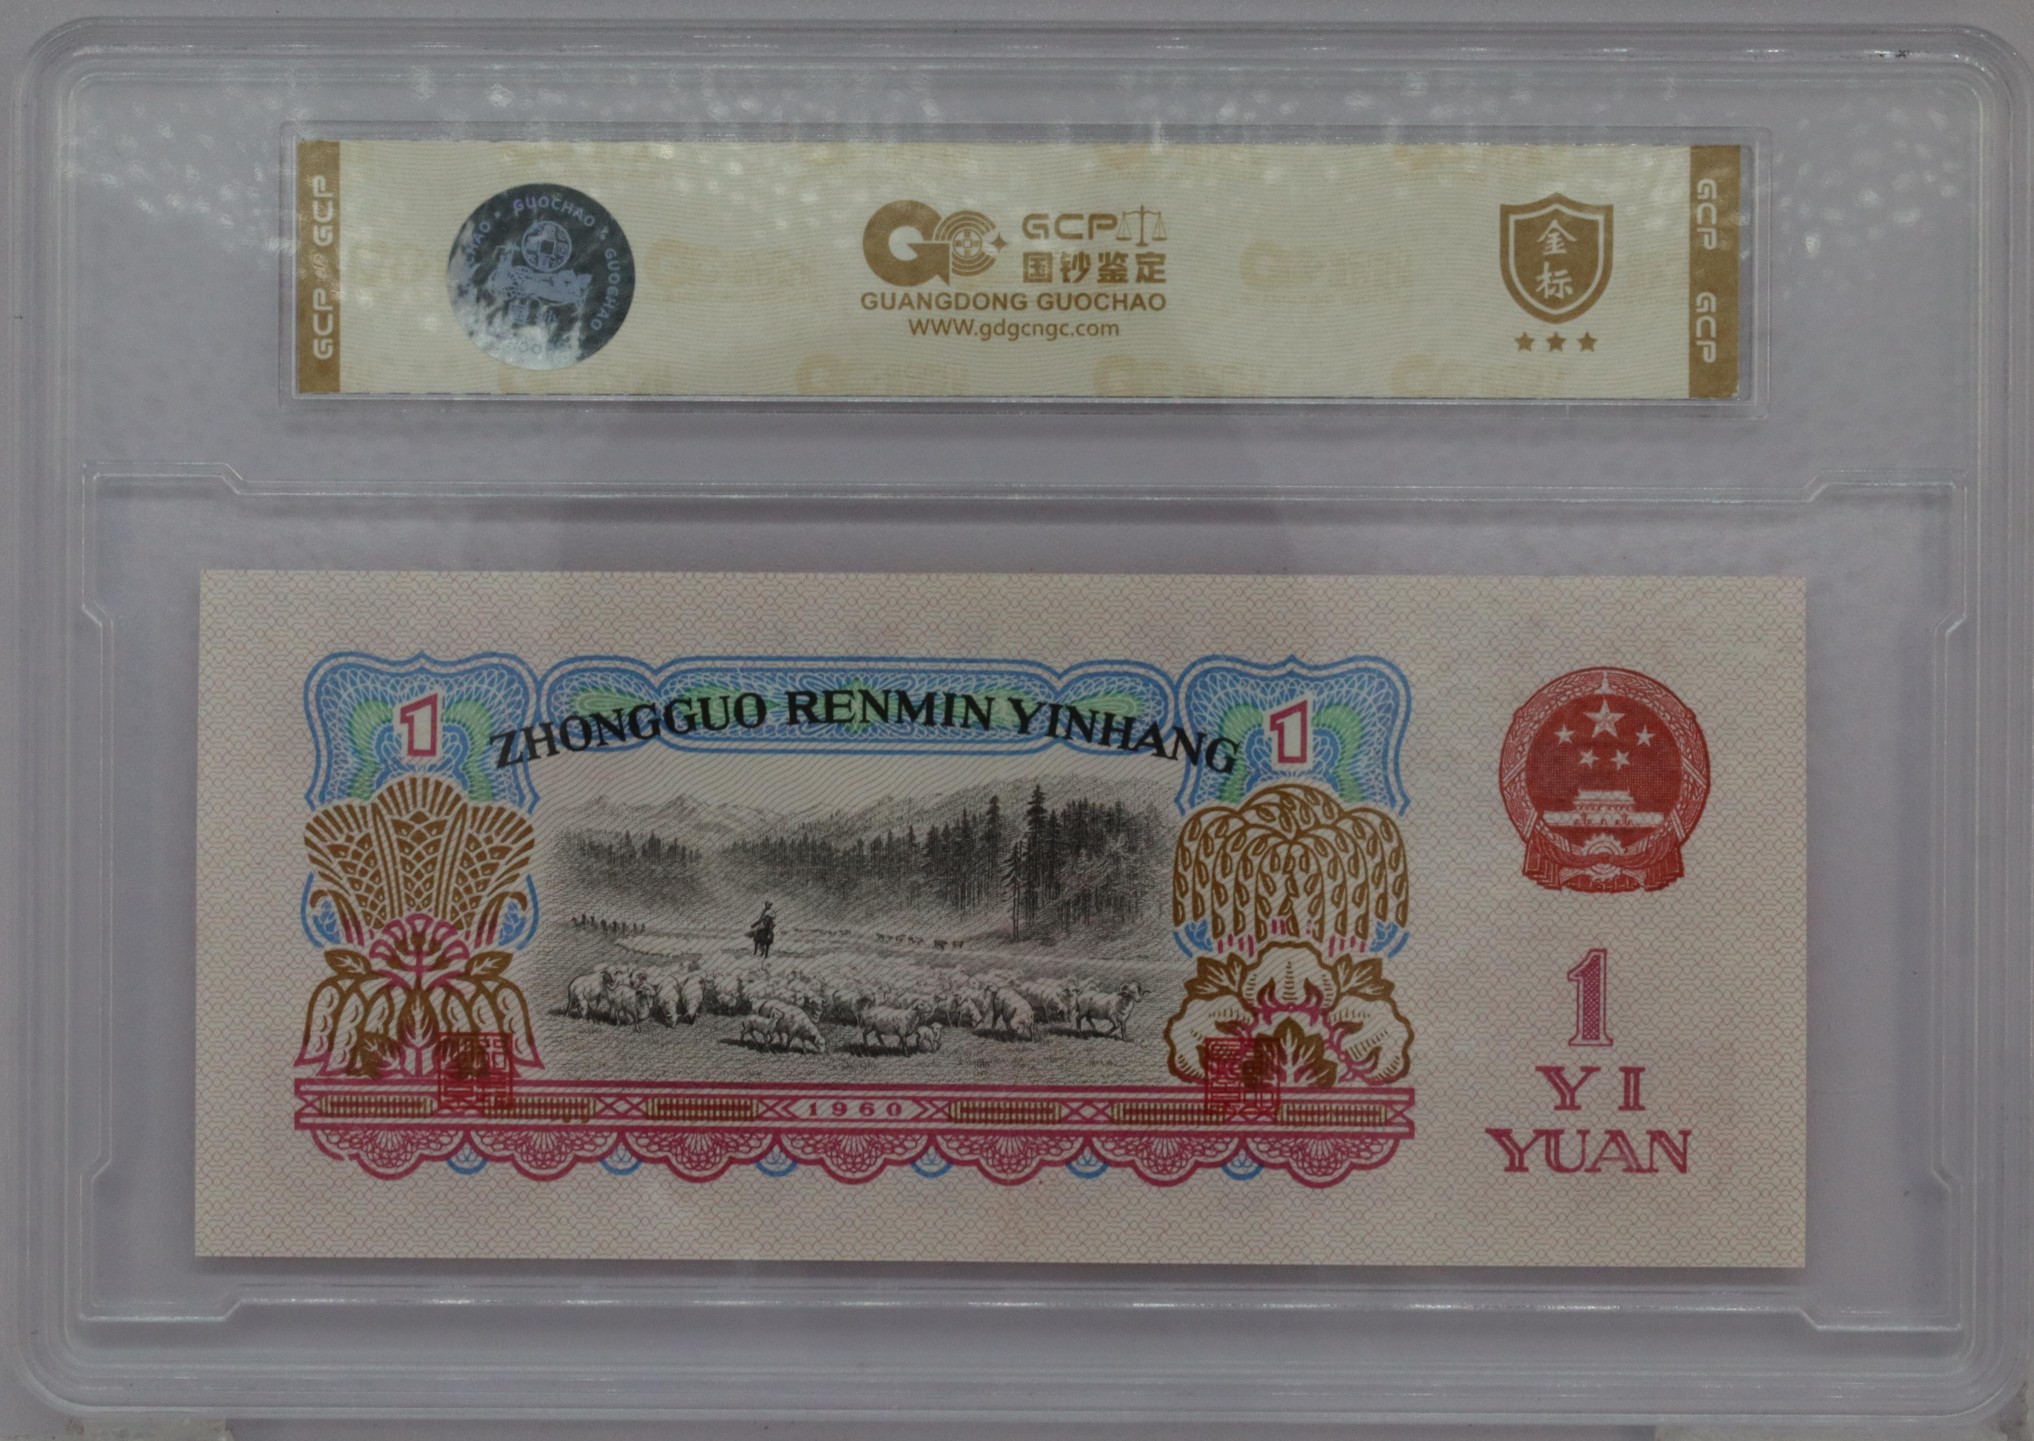 GCP GCP
GUOCHAO & GUOCHAO
GCP
国钞鉴定
GUANGDONG GUOCHAO
WWW.gdgcngc.com
金标
GCP GCP
1
ZHONGGUO RENMIN YINHANG
1
1960
1
YI
YUAN